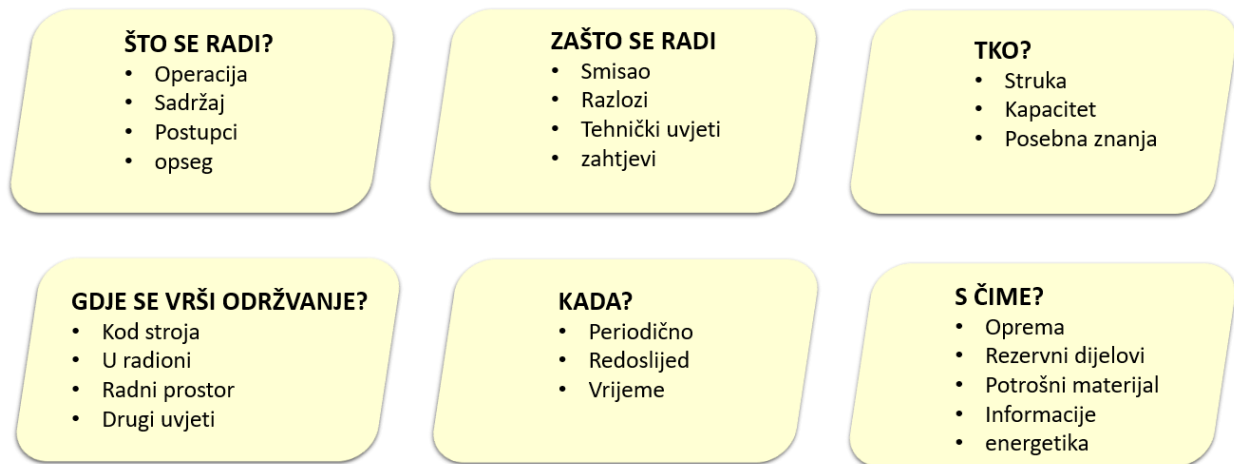 ŠTO SE RADI?
• Operacija
• Sadržaj
• Postupci
• opseg
ZAŠTO SE RADI
• Smisao
• Razlozi
• Tehnički uvjeti
• zahtjevi
TKO?
• Struka
• Kapacitet
• Posebna znanja
GDJE SE VRŠI ODRŽVANJE?
• Kod stroja
• U radioni
• Radni prostor
• Drugi uvjeti
KADA?
• Periodično
• Redoslijed
• Vrijeme
S ČIME?
• Oprema
• Rezervni dijelovi
• Potrošni materijal
• Informacije
• energetika